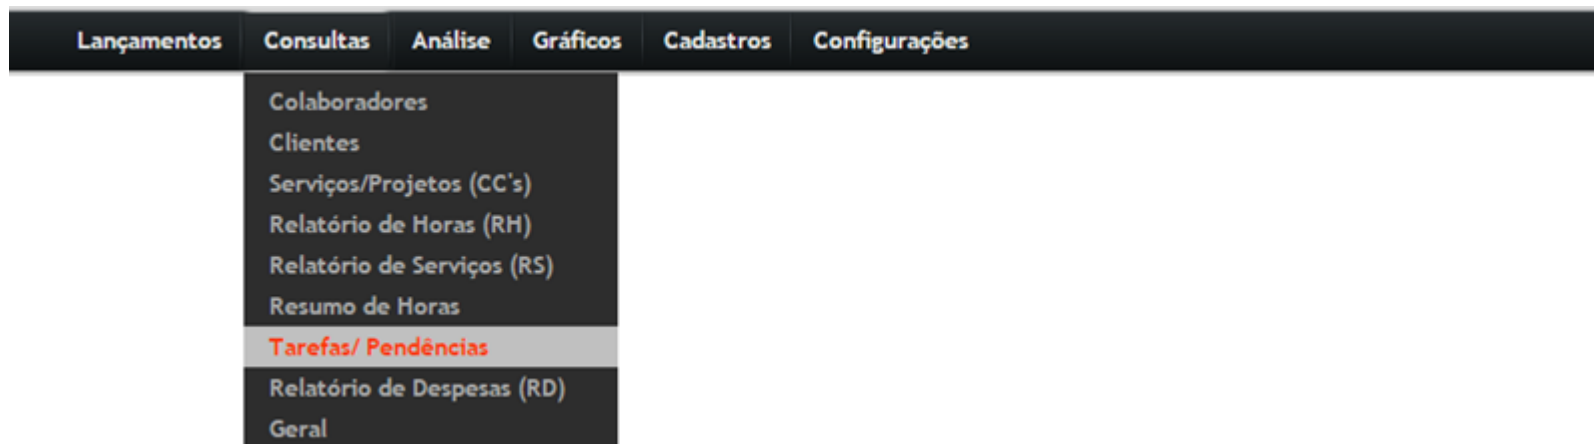 Lançamentos Consultas Análise Gráficos Cadastros Configurações
Colaboradores
Clientes
Serviços/Projetos (CC's)
Relatório de Horas (RH)
Relatório de Serviços (RS)
Resumo de Horas
Tarefas/ Pendências
Relatório de Despesas (RD)
Geral